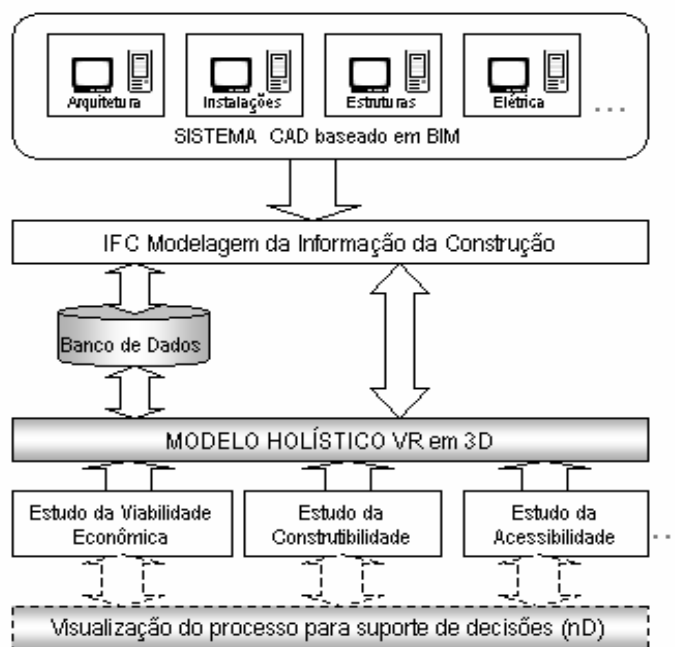 Arquitetura Instalações Estruturas Elétrica ...
SISTEMA CAD baseado em BIM
IFC Modelagem da Informação da Construção
Banco de Dados
MODELO HOLÍSTICO VR em 3D
Estudo da Viabilidade
Econômica
Estudo da
Construtibilidade
Estudo da
Acessibilidade
...
Visualização do processo para suporte de decisões (nD)